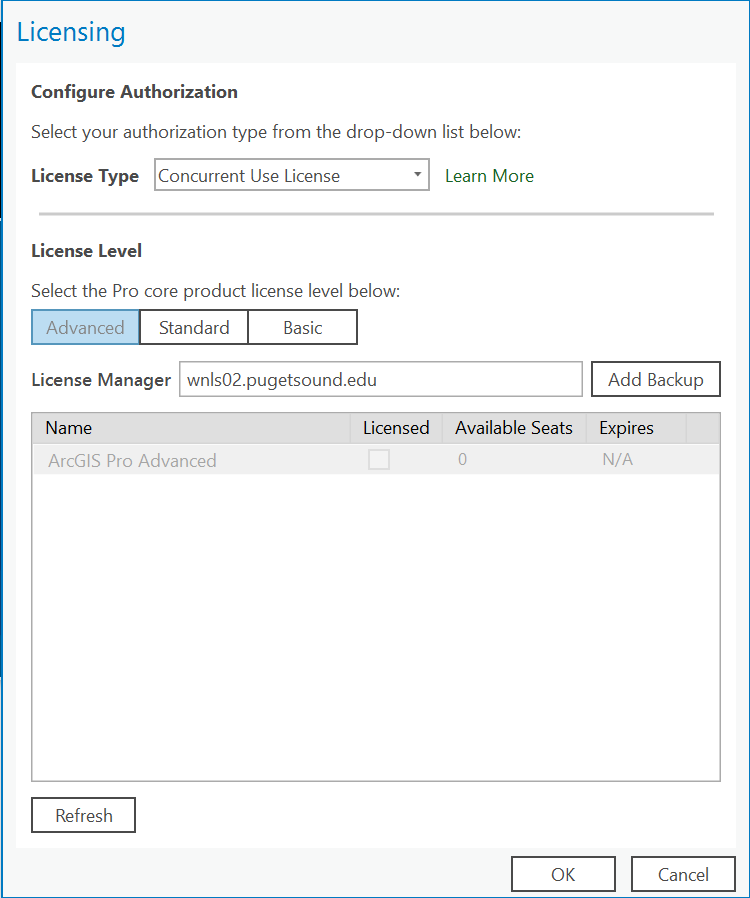 Licensing
Configure Authorization
Select your authorization type from the drop-down list below:
License Type Concurrent Use License Learn More
License Level
Select the Pro core product license level below:
Advanced Standard Basic
License Manager wnls02.pugetsound.edu Add Backup
Name Licensed Available Seats Expires
ArcGIS Pro Advanced 0 N/A
Refresh
OK Cancel